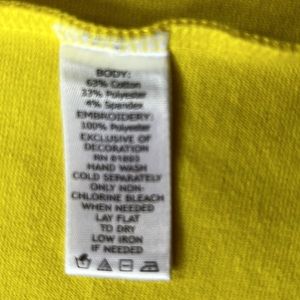 BODY:
63% Cotton
33% Polyester
4% Spandex
EMBROIDERY:
100% Polyester
EXCLUSIVE OF
DECORATION
RN 61883
HAND WASH
COLD SEPARATELY
ONLY NON-
CHLORINE BLEACH
WHEN NEEDED
LAY FLAT
TO DRY
LOW IRON
IF NEEDED